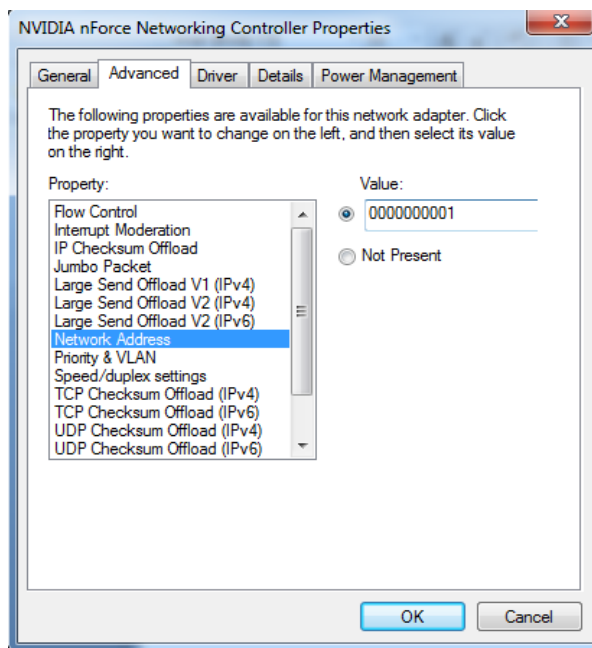 NVIDIA nForce Networking Controller Properties
General Advanced Driver Details Power Management
The following properties are available for this network adapter. Click
the property you want to change on the left, and then select its value
on the right.
Property:
Value:
Flow Control
Interrupt Moderation
IP Checksum Offload
Jumbo Packet
Large Send Offload V1 (IPv4)
Large Send Offload V2 (IPv4)
Large Send Offload V2 (IPv6)
Network Address
Priority & VLAN
Speed/duplex settings
TCP Checksum Offload (IPv4)
TCP Checksum Offload (IPv6)
UDP Checksum Offload (IPv4)
UDP Checksum Offload (IPv6)
0000000001
Not Present
OK
Cancel